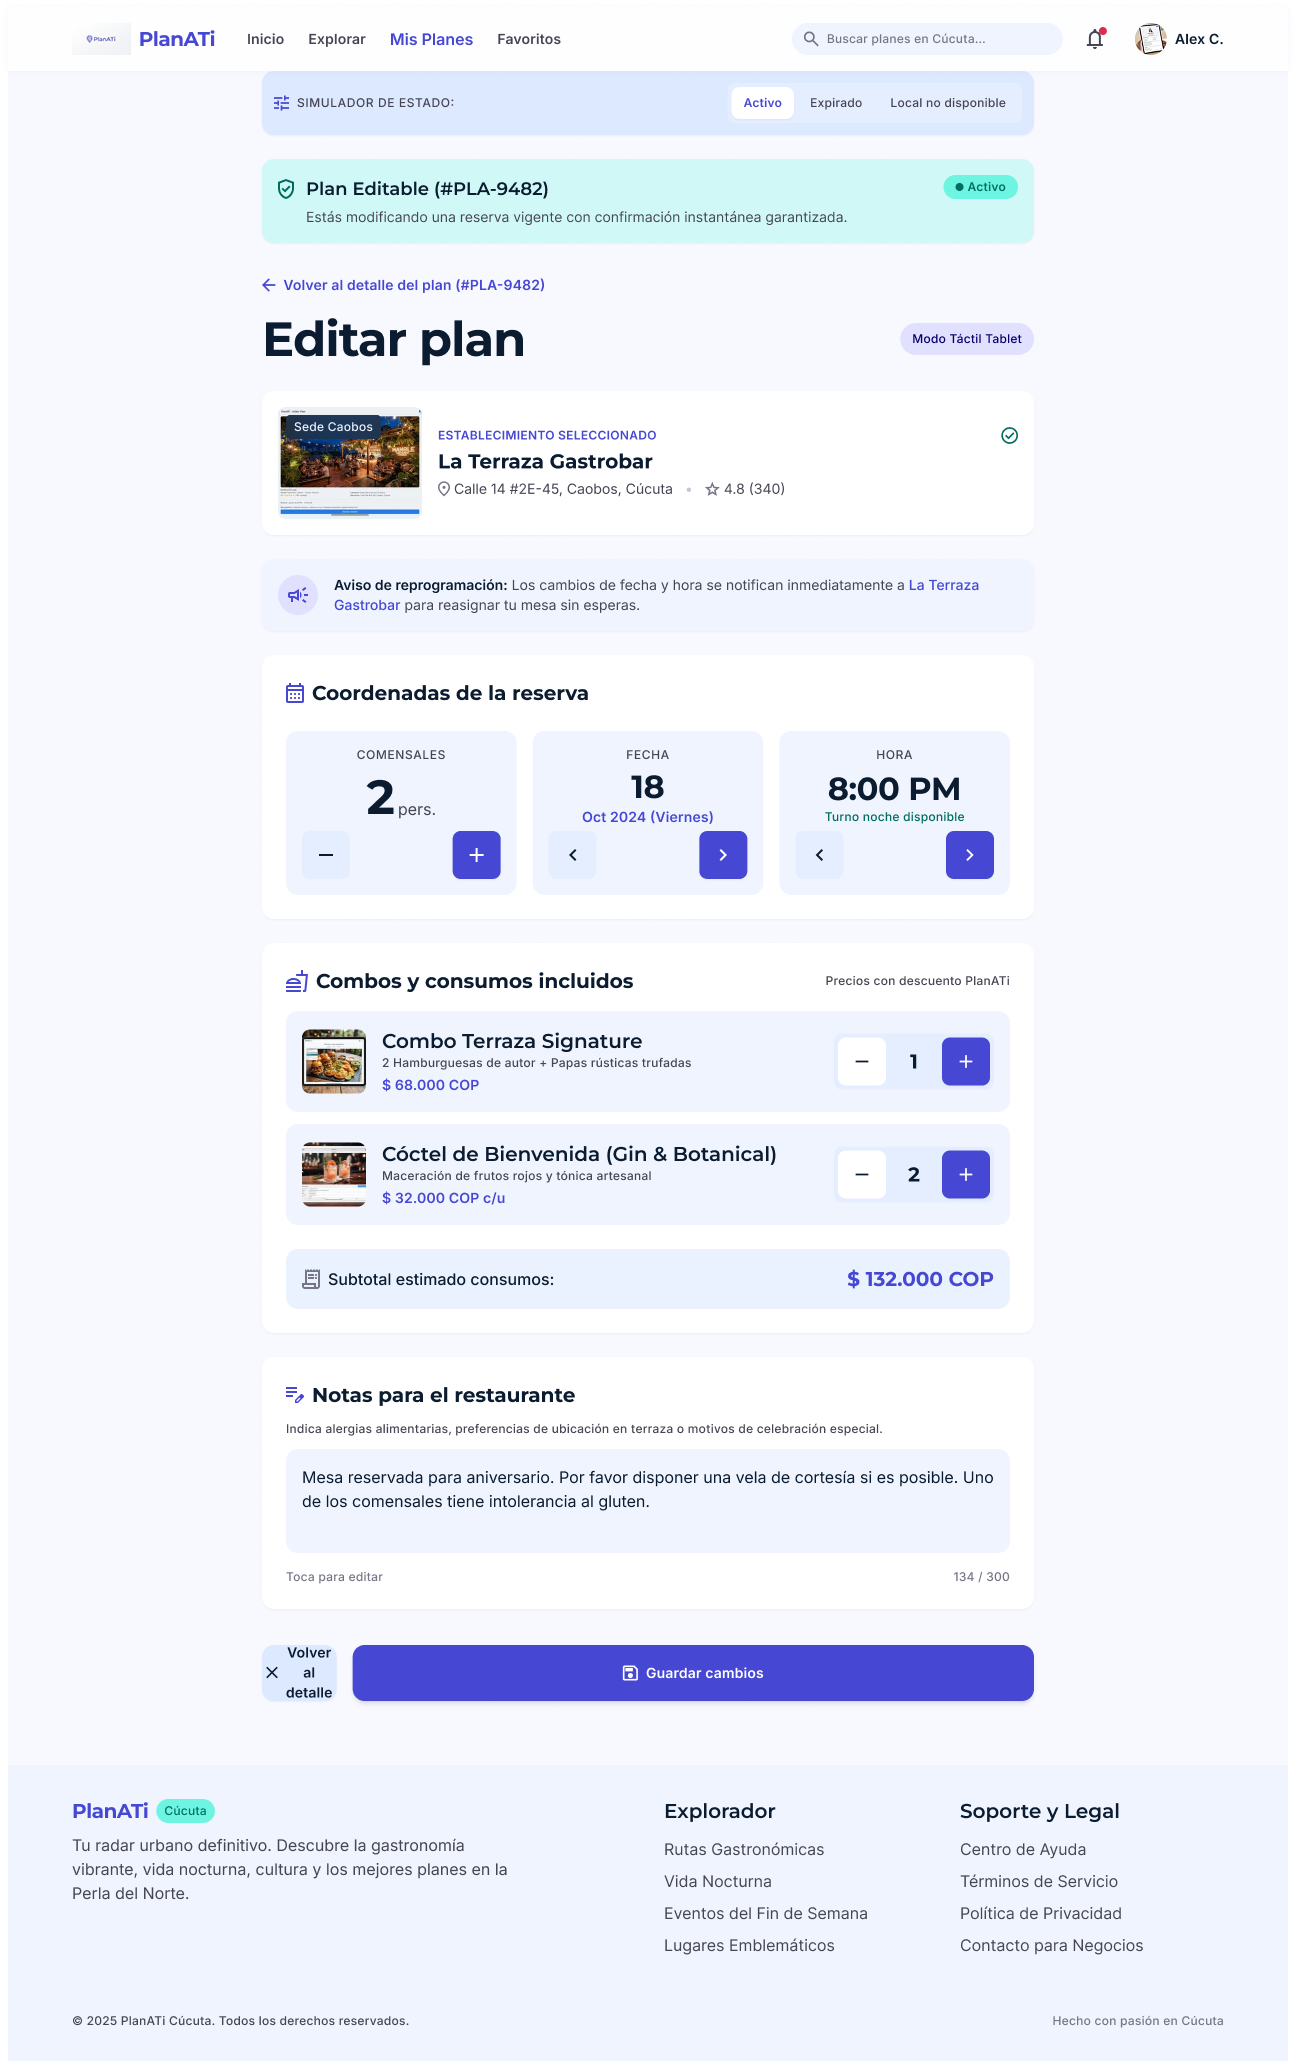 PlanATi
PlanATi
Inicio
Explorar
Mis Planes
Favoritos
Buscar planes en Cúcuta...
Alex C.
SIMULADOR DE ESTADO:
Activo
Expirado
Local no disponible
Plan Editable (#PLA-9482)
Activo
Estás modificando una reserva vigente con confirmación instantánea garantizada.
Volver al detalle del plan (#PLA-9482)
Editar plan
Modo Táctil Tablet
Sede Caobos
ESTABLECIMIENTO SELECCIONADO
La Terraza Gastrobar
Calle 14 #2E-45, Caobos, Cúcuta • 4.8 (340)
Aviso de reprogramación: Los cambios de fecha y hora se notifican inmediatamente a La Terraza
Gastrobar para reasignar tu mesa sin esperas.
Coordenadas de la reserva
COMENSALES
2 pers.
FECHA
18
Oct 2024 (Viernes)
HORA
8:00 PM
Turno noche disponible
Combos y consumos incluidos
Precios con descuento PlanATi
Combo Terraza Signature
2 Hamburguesas de autor + Papas rústicas trufadas
$ 68.000 COP
1
Cóctel de Bienvenida (Gin & Botanical)
Maceración de frutos rojos y tónica artesanal
$ 32.000 COP c/u
2
Subtotal estimado consumos:
$ 132.000 COP
Notas para el restaurante
Indica alergias alimentarias, preferencias de ubicación en terraza o motivos de celebración especial.
Mesa reservada para aniversario. Por favor disponer una vela de cortesía si es posible. Uno
de los comensales tiene intolerancia al gluten.
Toca para editar
134 / 300
Volver
al
detalle
Guardar cambios
PlanATi
Cúcuta
Tu radar urbano definitivo. Descubre la gastronomía
vibrante, vida nocturna, cultura y los mejores planes en la
Perla del Norte.
Explorador
Rutas Gastronómicas
Vida Nocturna
Eventos del Fin de Semana
Lugares Emblemáticos
Soporte y Legal
Centro de Ayuda
Términos de Servicio
Política de Privacidad
Contacto para Negocios
© 2025 PlanATi Cúcuta. Todos los derechos reservados.
Hecho con pasión en Cúcuta